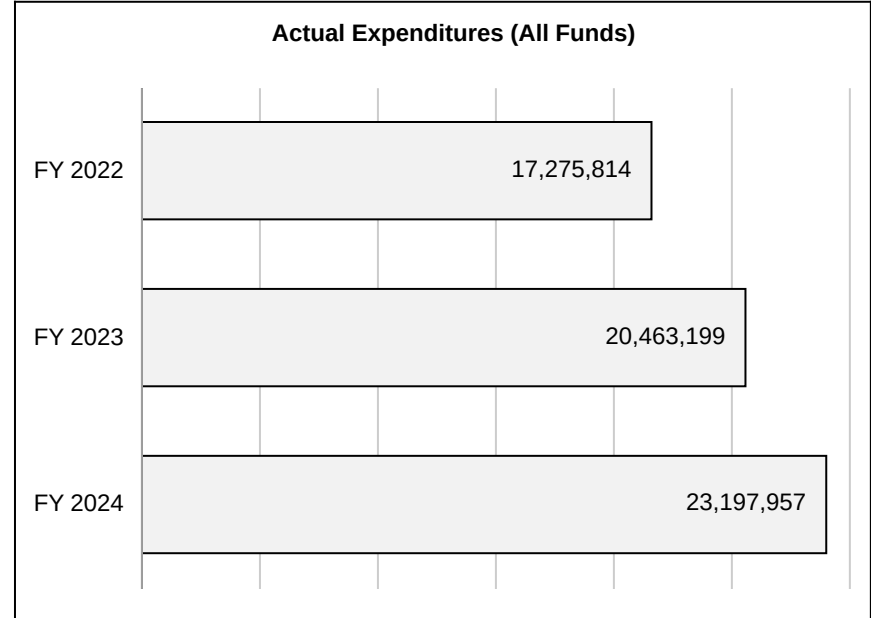 Actual Expenditures (All Funds)
FY 2022
17,275,814
FY 2023
20,463,199
FY 2024
23,197,957